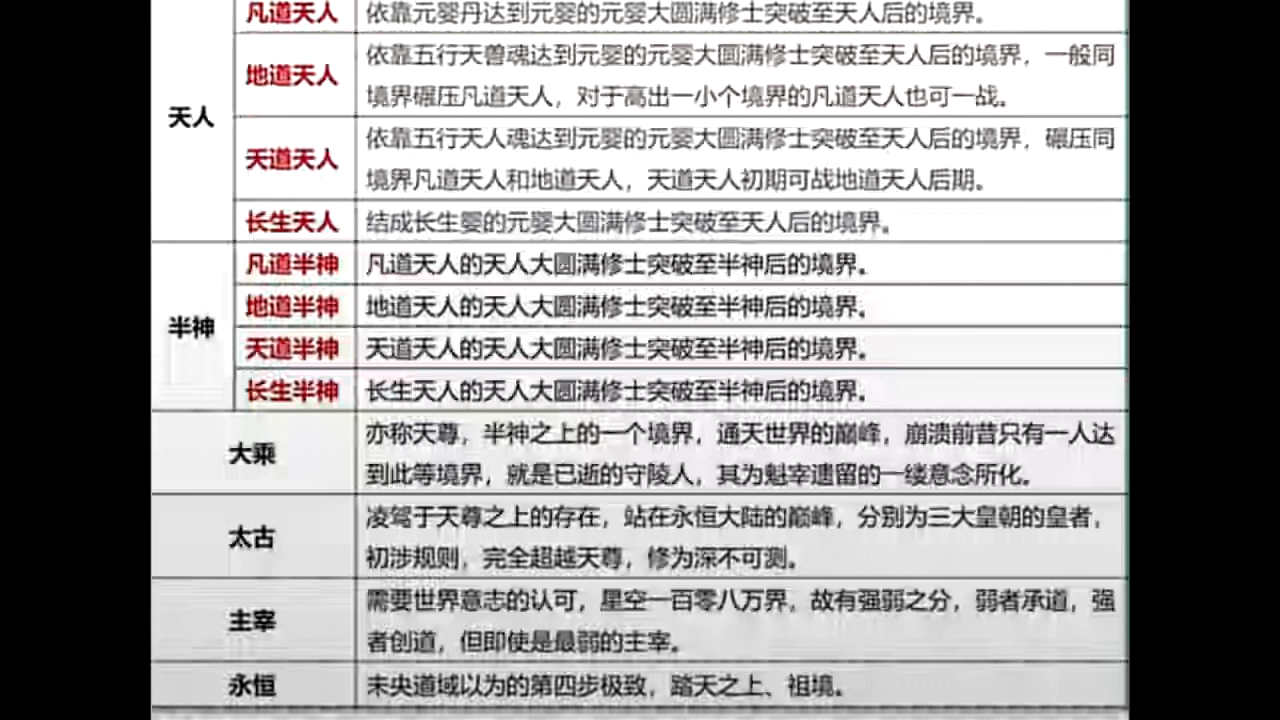 天人
凡道天人
依靠元婴丹达到元婴的元婴大圆满修士突破至天人后的境界。
地道天人
依靠五行天兽魂达到元婴的元婴大圆满修士突破至天人后的境界，一般同
境界碾压凡道天人，对于高出一小个境界的凡道天人也可一战。
天道天人
依靠五行天人魂达到元婴的元婴大圆满修士突破至天人后的境界，碾压同
境界凡道天人和地道天人，天道天人初期可战地道天人后期。
长生天人
结成长生婴的元婴大圆满修士突破至天人后的境界。
半神
凡道半神
凡道天人的天人大圆满修士突破至半神后的境界。
地道半神
地道天人的天人大圆满修士突破至半神后的境界。
天道半神
天道天人的天人大圆满修士突破至半神后的境界。
长生半神
长生天人的天人大圆满修士突破至半神后的境界。
大乘
亦称天尊，半神之上的一个境界，通天世界的巅峰，崩溃前昔只有一人达
到此等境界，就是已逝的守陵人，其为魁宰遗留的一缕意念所化。
太古
凌驾于天尊之上的存在，站在永恒大陆的巅峰，分别为三大皇朝的皇者，
初涉规则，完全超越天尊，修为深不可测。
主宰
需要世界意志的认可，星空一百零八万界，故有强弱之分，弱者承道，强
者创道，但即使是最弱的主宰。
永恒
未央道域以为的第四步极致，踏天之上、祖境。